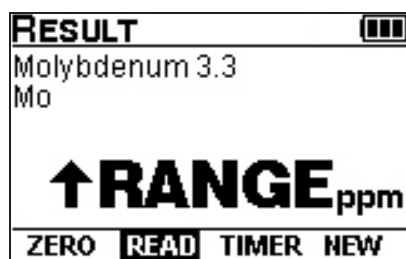 RESULT
Molybdenum 3.3
Mo
↑RANGE ppm
ZERO READ TIMER NEW